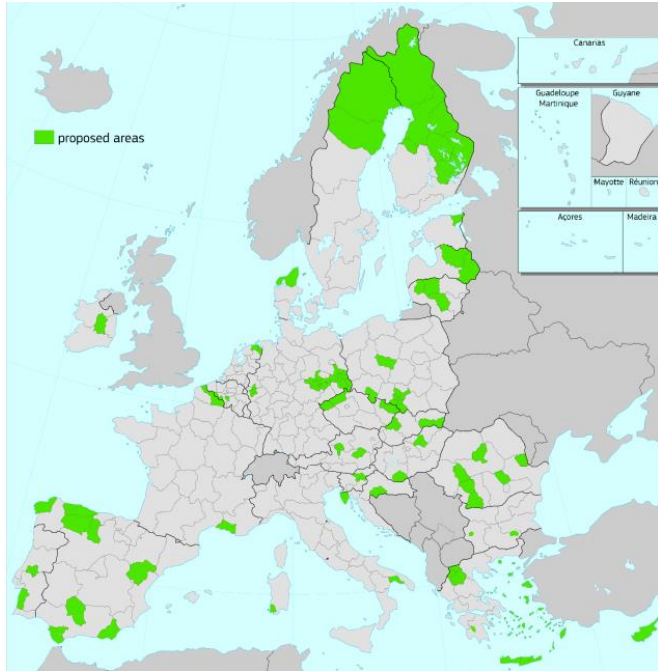 Canarias
Guadeloupe
Martinique
Guyane
Mayotte
Réunion
Açores
Madeira
proposed areas